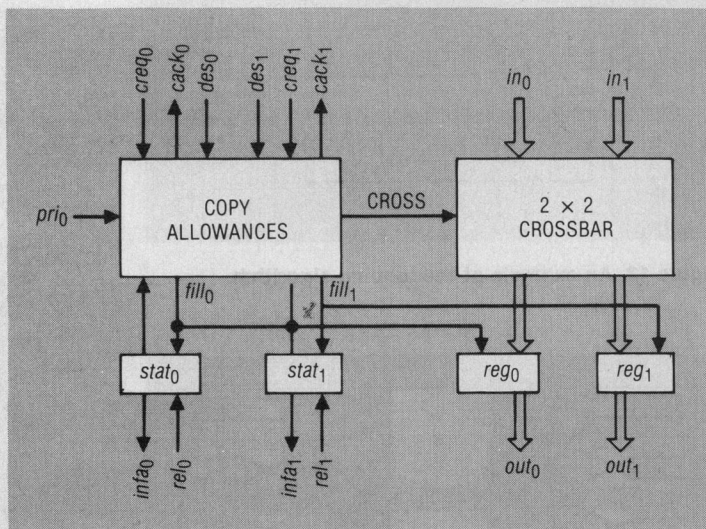 creq0
cack0
des0
des1
creq1
cack1
in0
in1
pri0
COPY
ALLOWANCES
CROSS
2 × 2
CROSSBAR
fill0
fill1
stat0
stat1
reg0
reg1
infa0
rel0
infa1
rel1
out0
out1